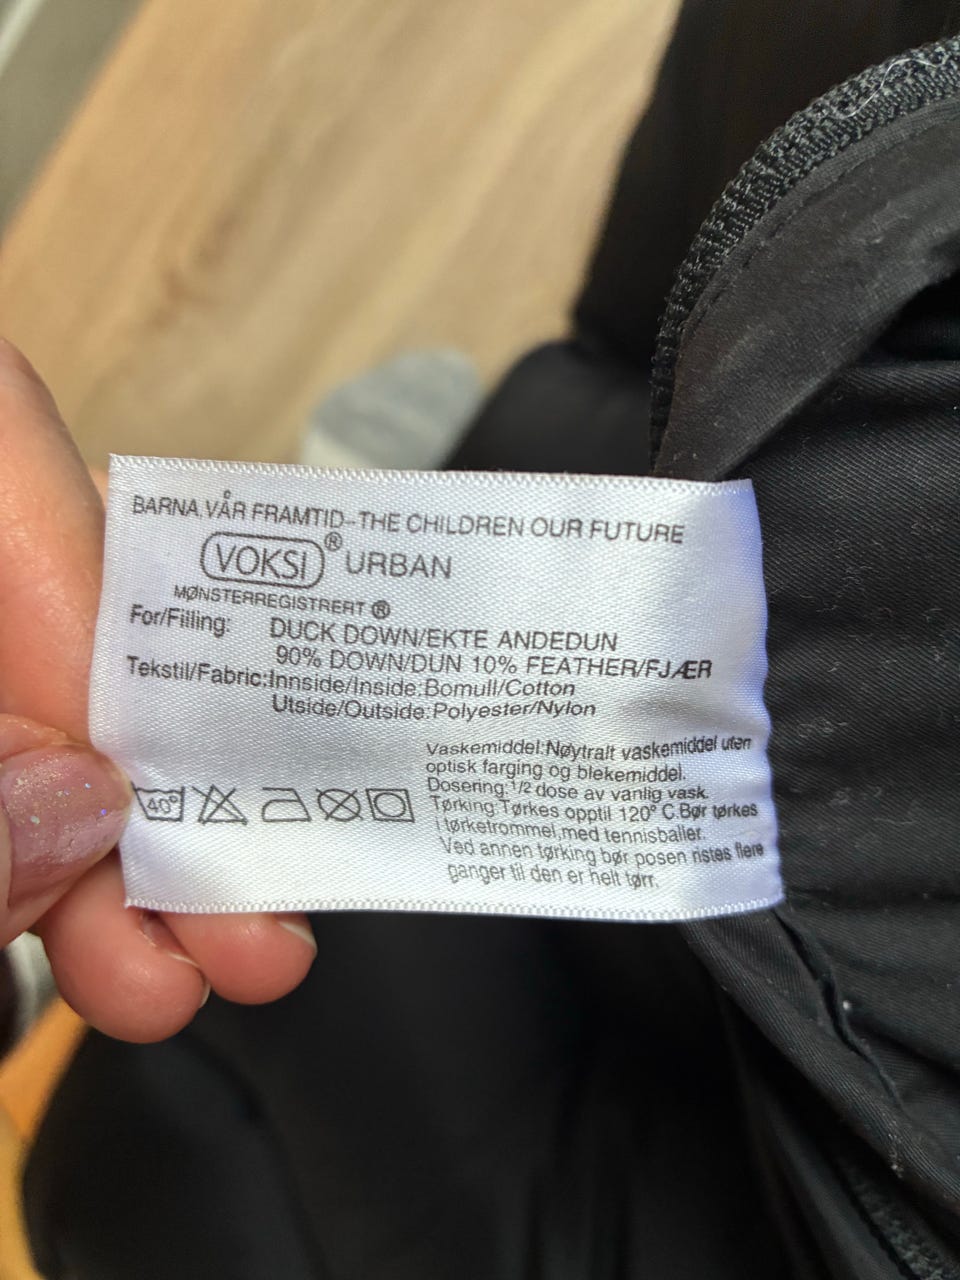 BARNA VÅR FRAMTID-THE CHILDREN OUR FUTURE
VOKSI® URBAN
MØNSTERREGISTRERT ®
For/Filling: DUCK DOWN/EKTE ANDEDUN
90% DOWN/DUN 10% FEATHER/FJÆR
Tekstil/Fabric:Innside/Inside:Bomull/Cotton
Utside/Outside:Polyester/Nylon
40°
Vaskemiddel:Nøytralt vaskemiddel uten
optisk farging og blekemiddel.
Dosering:1/2 dose av vanlig vask.
Tørking:Tørkes opptil 120° C.Bør tørkes
i tørketrommel,med tennisballer.
Ved annen tørking bør posen ristes flere
ganger til den er helt tørr.